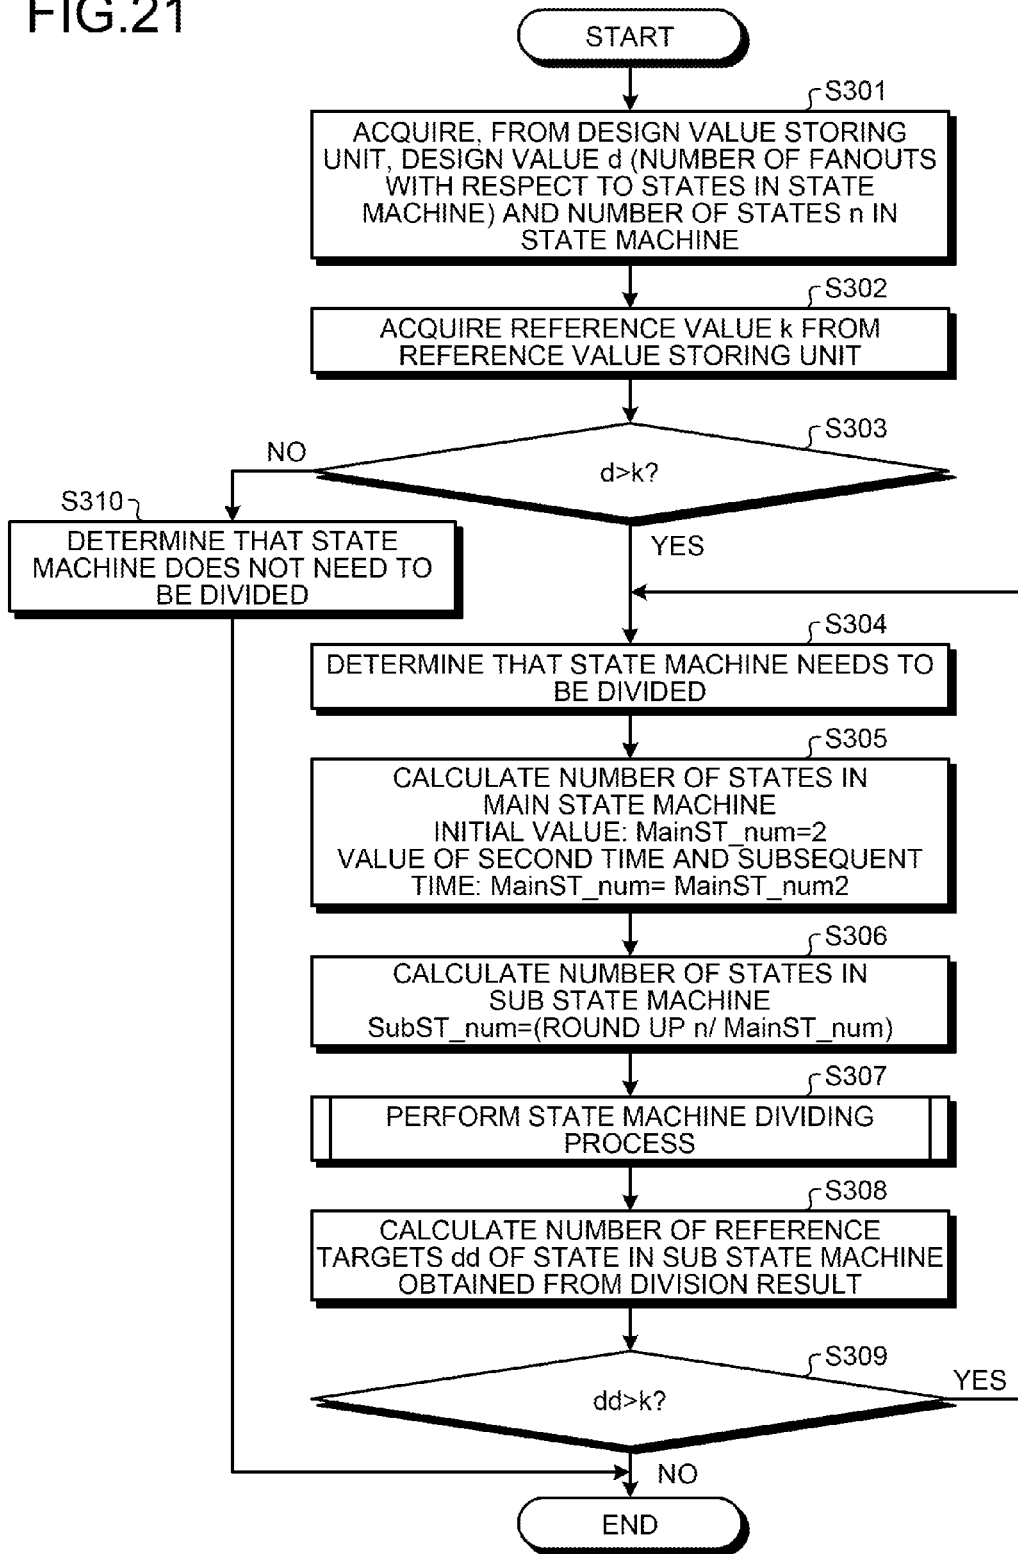 FIG.21
START
S301
ACQUIRE, FROM DESIGN VALUE STORING
UNIT, DESIGN VALUE d (NUMBER OF FANOUTS
WITH RESPECT TO STATES IN STATE
MACHINE) AND NUMBER OF STATES n IN
STATE MACHINE
S302
ACQUIRE REFERENCE VALUE k FROM
REFERENCE VALUE STORING UNIT
S303
NO
d>k?
S310
YES
DETERMINE THAT STATE
MACHINE DOES NOT NEED TO
BE DIVIDED
S304
DETERMINE THAT STATE MACHINE NEEDS TO
BE DIVIDED
S305
CALCULATE NUMBER OF STATES IN
MAIN STATE MACHINE
INITIAL VALUE: MainST_num=2
VALUE OF SECOND TIME AND SUBSEQUENT
TIME: MainST_num= MainST_num2
S306
CALCULATE NUMBER OF STATES IN
SUB STATE MACHINE
SubST_num=(ROUND UP n/ MainST_num)
S307
PERFORM STATE MACHINE DIVIDING
PROCESS
S308
CALCULATE NUMBER OF REFERENCE
TARGETS dd OF STATE IN SUB STATE MACHINE
OBTAINED FROM DIVISION RESULT
S309
YES
dd>k?
NO
END